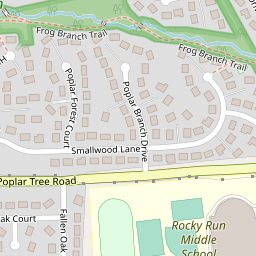 Frog Branch Trail
Frog Branch Trail
Poplar Forest Court
Poplar Branch Drive
Smallwood Lane
Poplar Tree Road
ak Court
Fallen Oak
Rocky Run
Middle
School